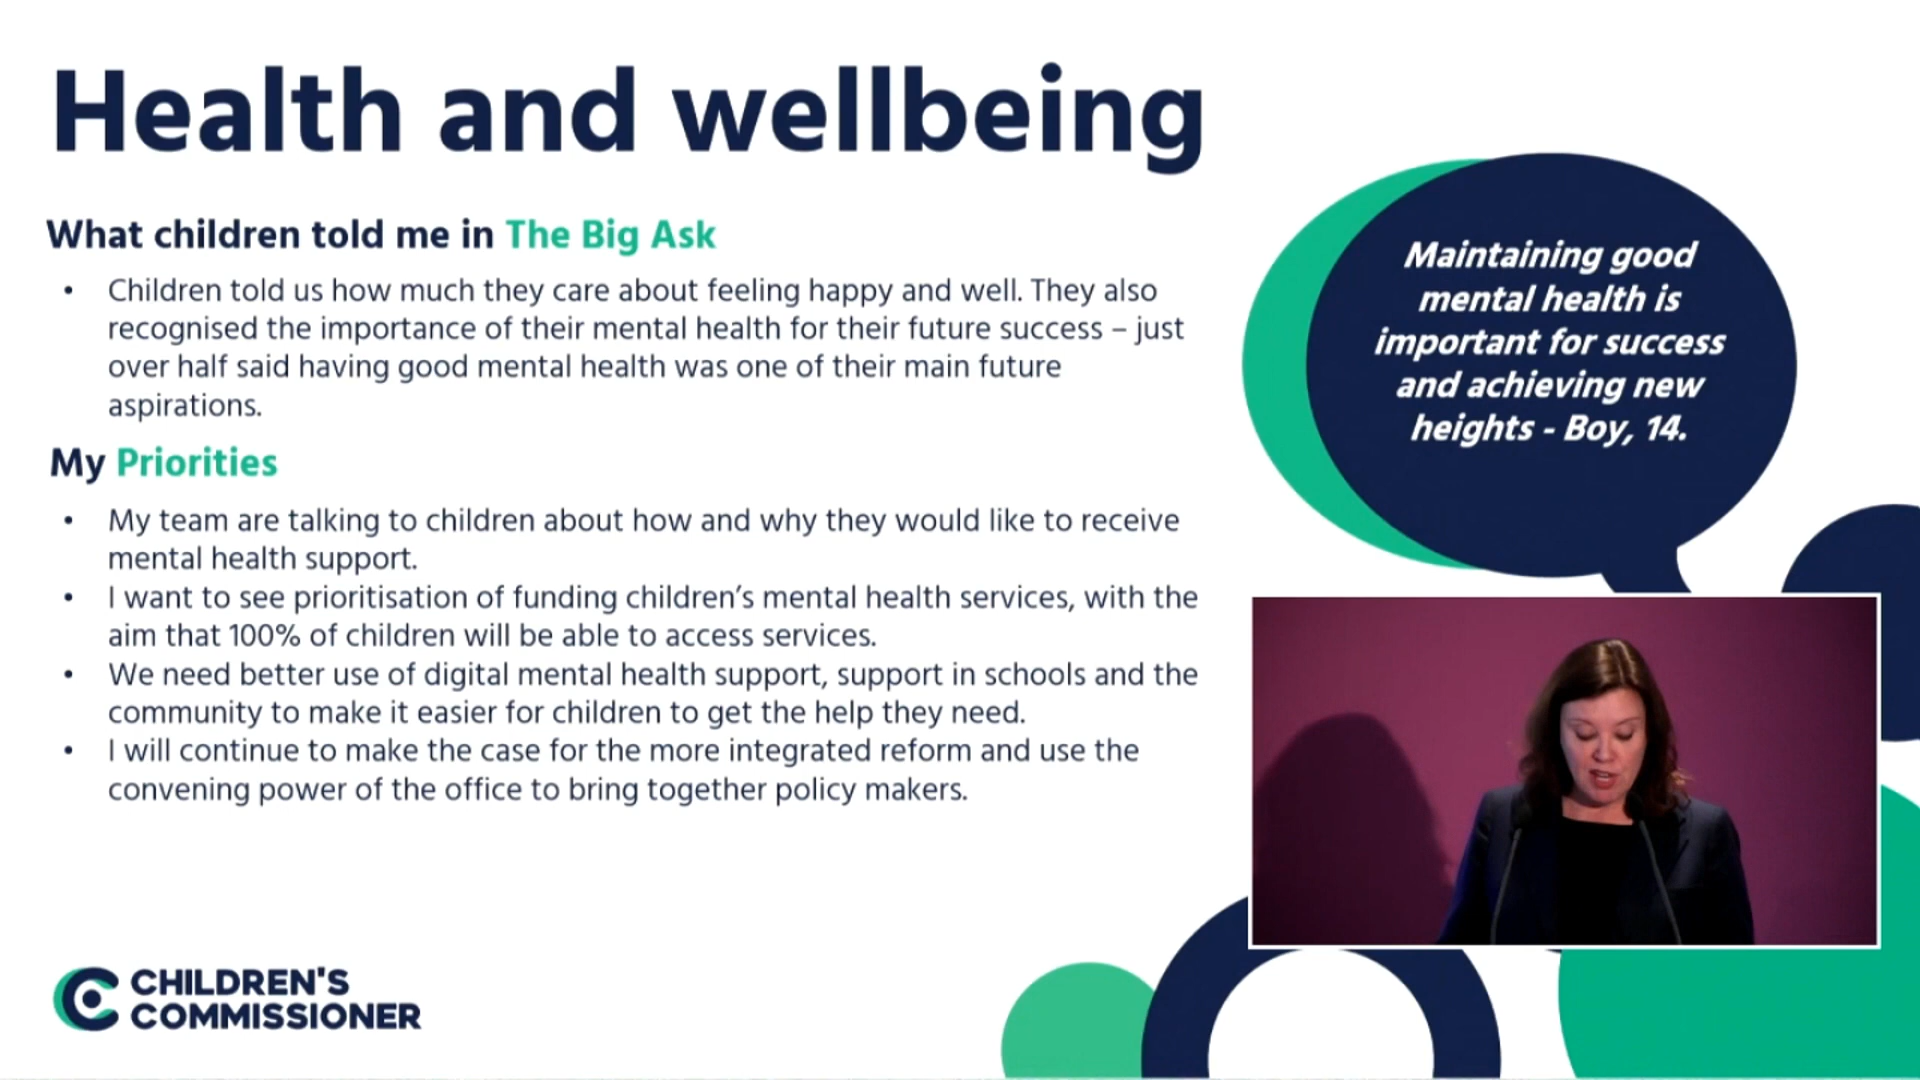 Health and wellbeing
What children told me in The Big Ask
• Children told us how much they care about feeling happy and well. They also
recognised the importance of their mental health for their future success – just
over half said having good mental health was one of their main future
aspirations.
My Priorities
• My team are talking to children about how and why they would like to receive
mental health support.
• I want to see prioritisation of funding children’s mental health services, with the
aim that 100% of children will be able to access services.
• We need better use of digital mental health support, support in schools and the
community to make it easier for children to get the help they need.
• I will continue to make the case for the more integrated reform and use the
convening power of the office to bring together policy makers.
Maintaining good
mental health is
important for success
and achieving new
heights - Boy, 14.
CHILDREN'S
COMMISSIONER